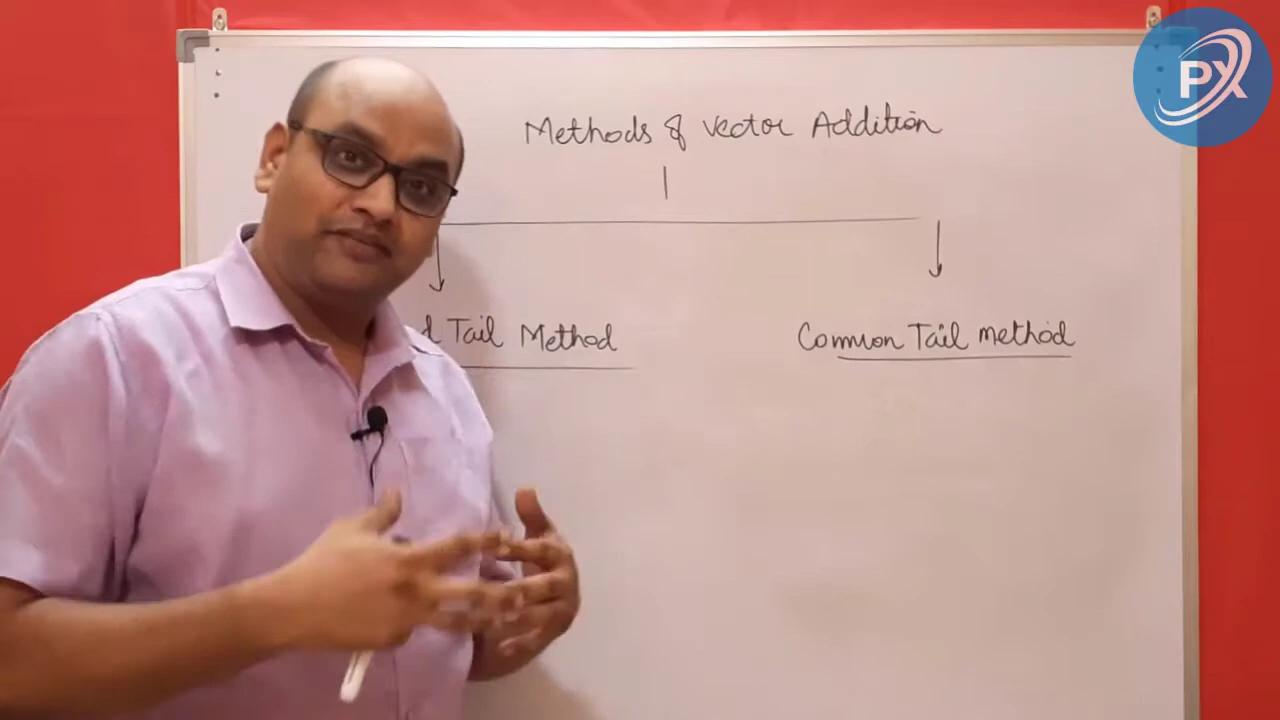 PX
Methods of vector Addition
d Tail Method
Common Tail method